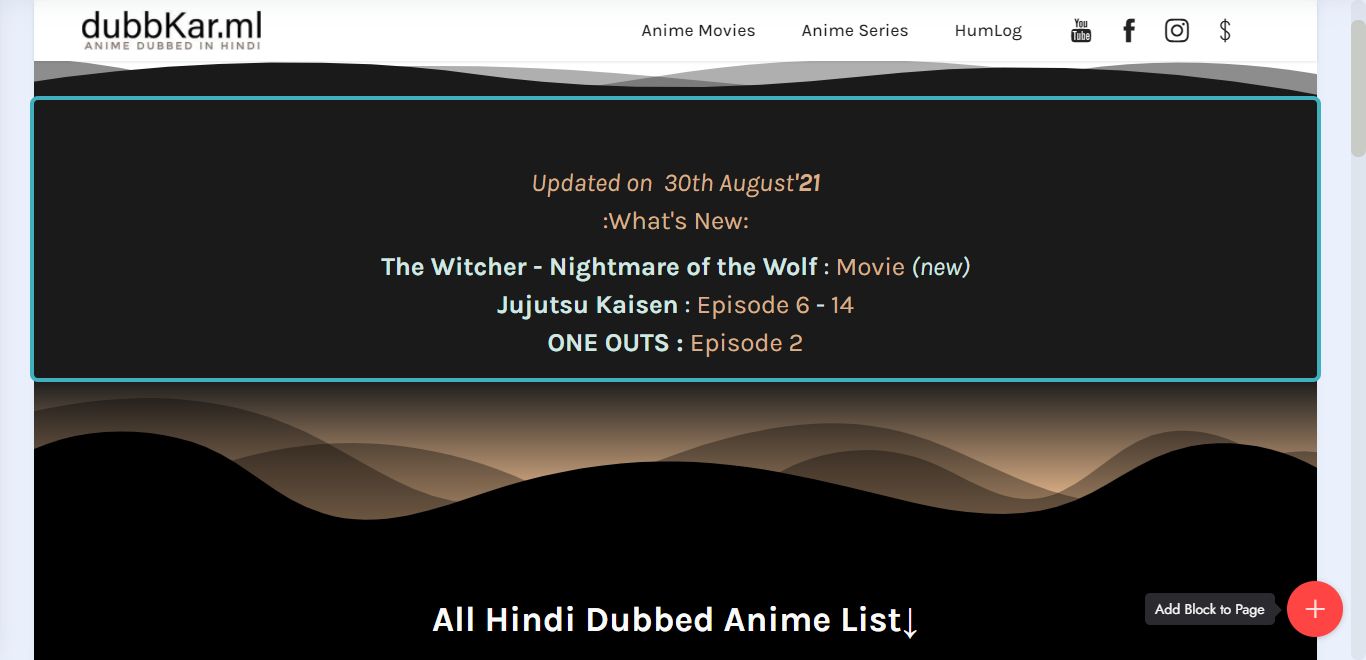 dubbKar.ml
ANIME DUBBED IN HINDI
Anime Movies Anime Series HumLog You Tube f $
Updated on 30th August'21
:What's New:
The Witcher - Nightmare of the Wolf : Movie (new)
Jujutsu Kaisen : Episode 6 - 14
ONE OUTS : Episode 2
All Hindi Dubbed Anime List↓
Add Block to Page +